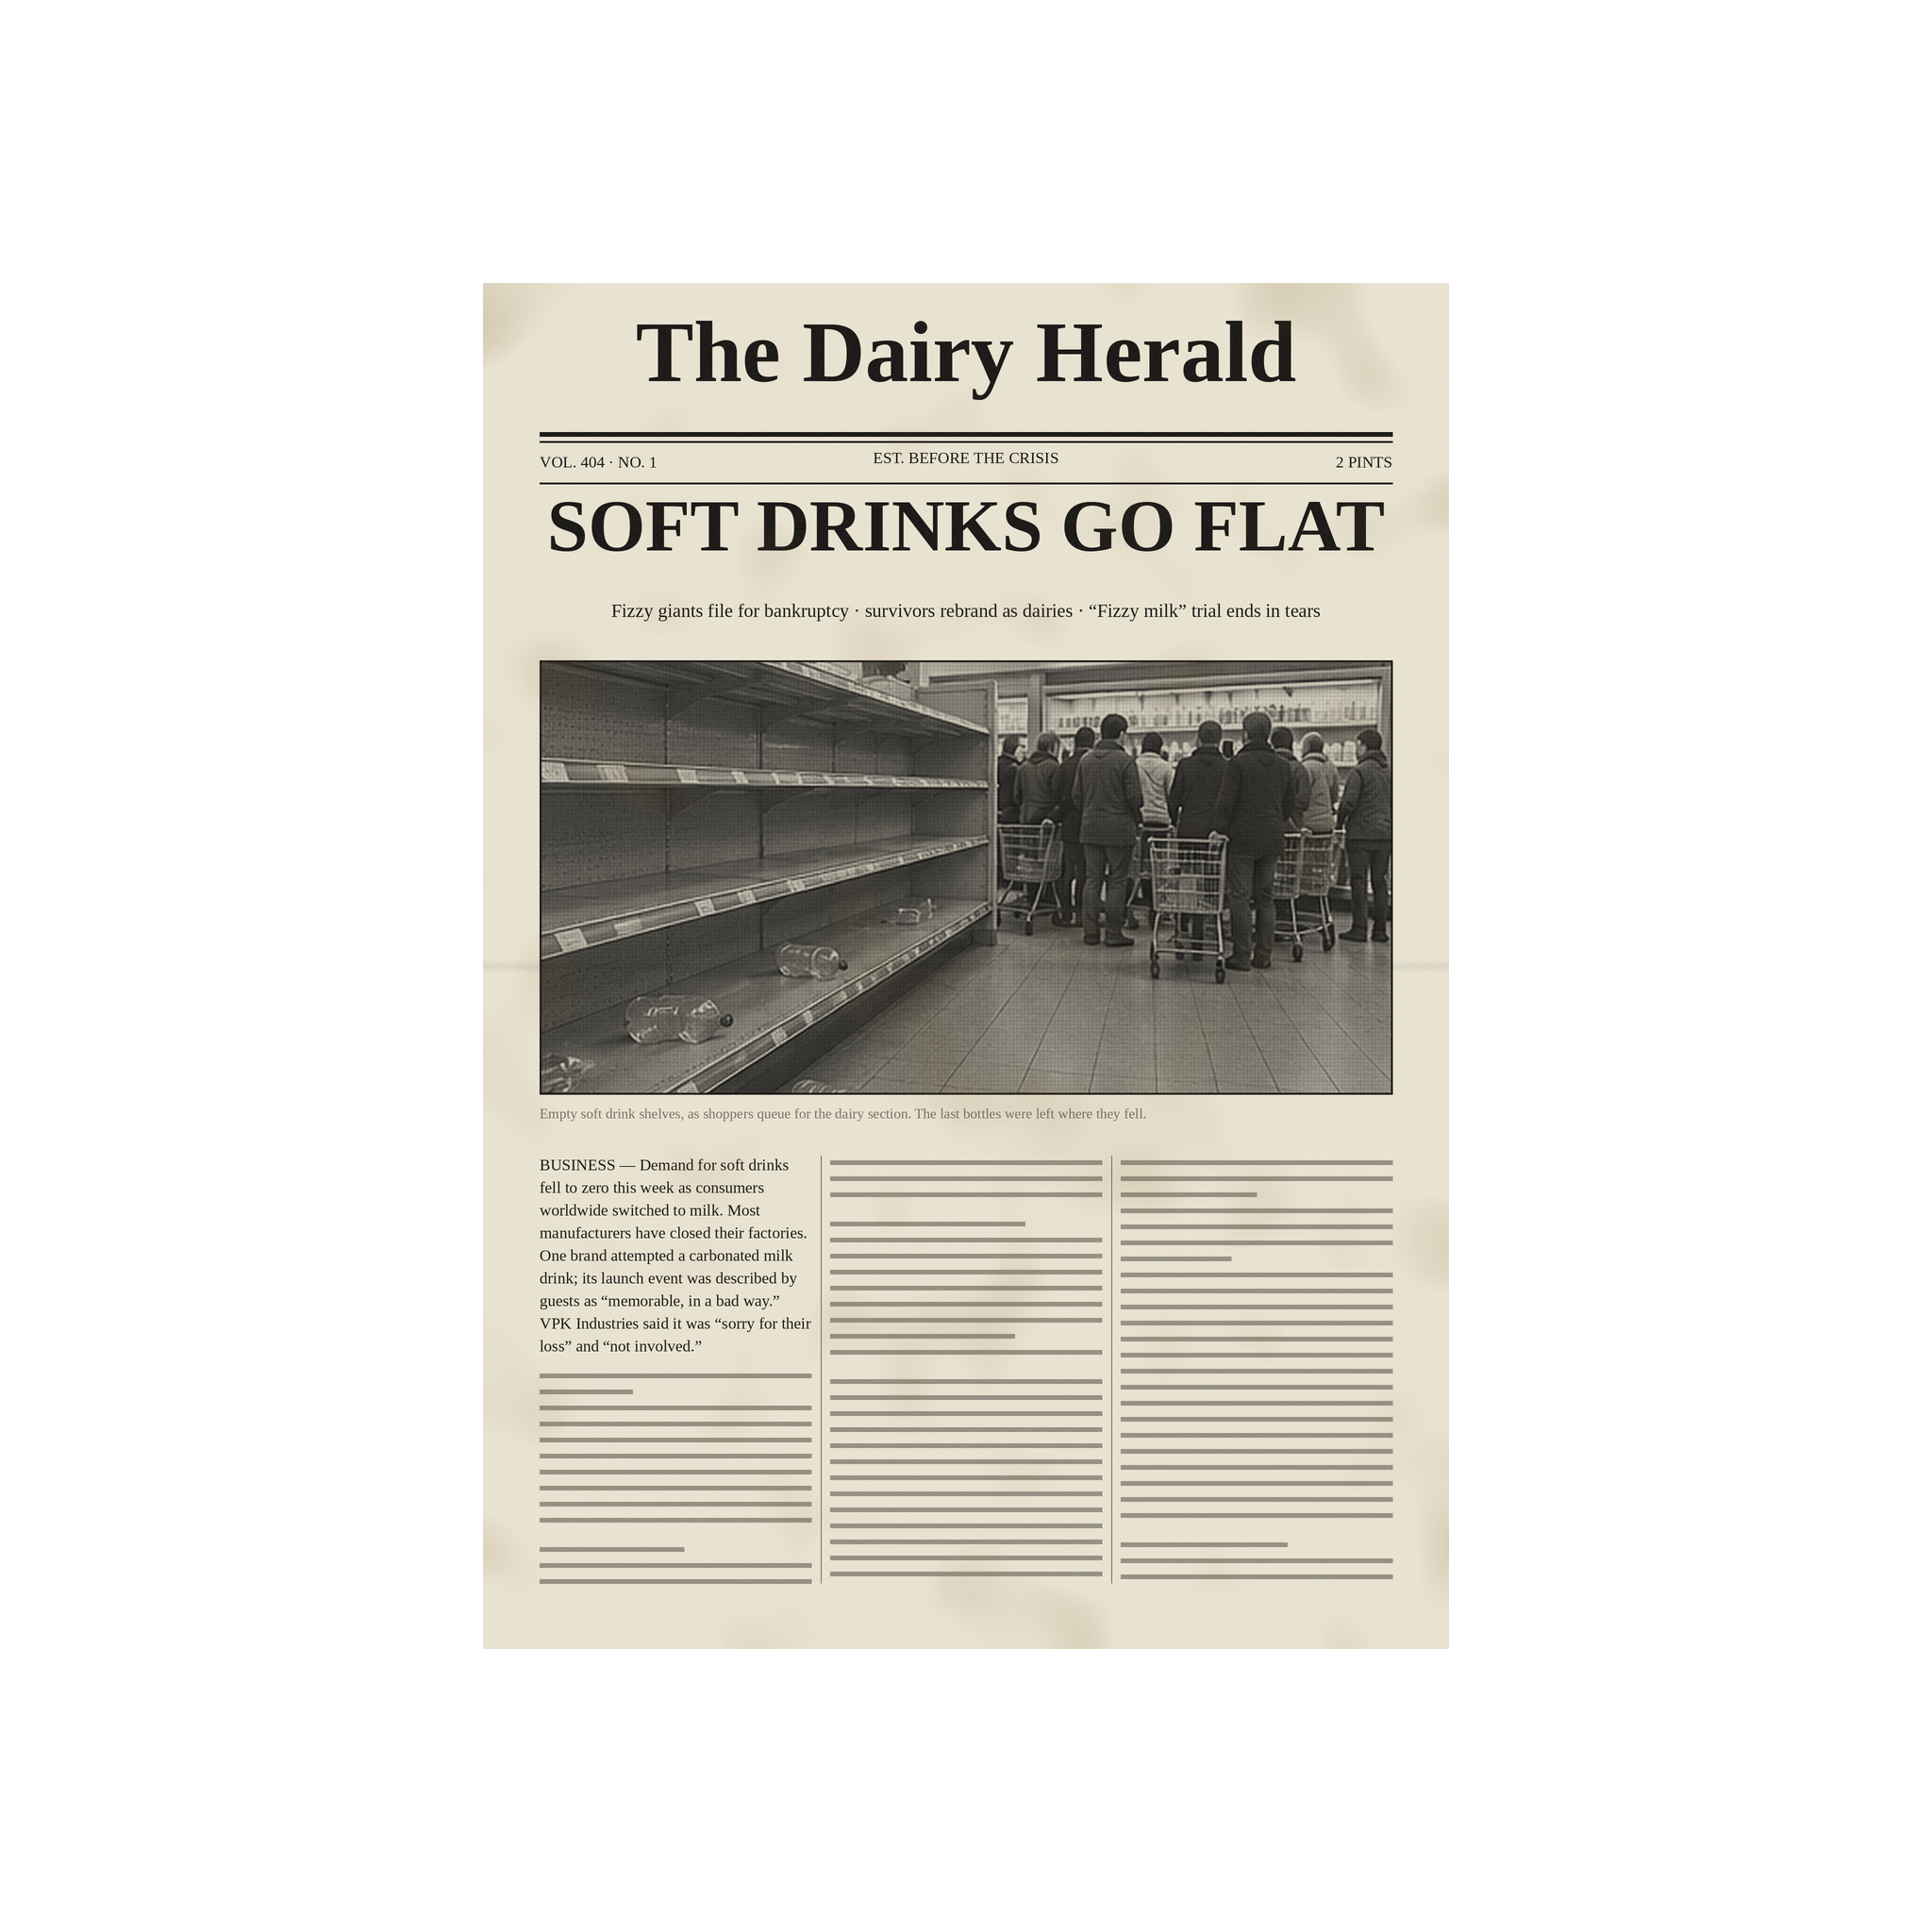 The Dairy Herald
VOL. 404 · NO. 1
EST. BEFORE THE CRISIS
2 PINTS
SOFT DRINKS GO FLAT
Fizzy giants file for bankruptcy · survivors rebrand as dairies · “Fizzy milk” trial ends in tears
Empty soft drink shelves, as shoppers queue for the dairy section. The last bottles were left where they fell.
BUSINESS — Demand for soft drinks
fell to zero this week as consumers
worldwide switched to milk. Most
manufacturers have closed their factories.
One brand attempted a carbonated milk
drink; its launch event was described by
guests as “memorable, in a bad way.”
VPK Industries said it was “sorry for their
loss” and “not involved.”